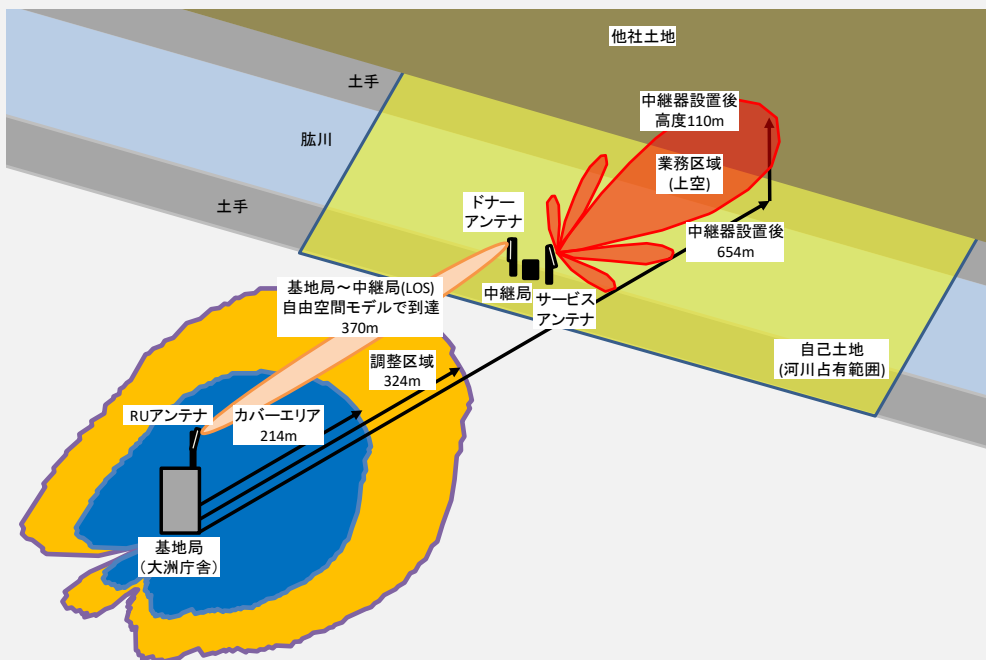 他社土地
土手
中継器設置後
高度110m
肱川
業務区域
(上空)
土手
ドナー
アンテナ
中継器設置後
654m
基地局～中継局(LOS)
自由空間モデルで到達
370m
中継局
サービス
アンテナ
自己土地
(河川占有範囲)
調整区域
324m
RUアンテナ
カバーエリア
214m
基地局
(大洲庁舎)